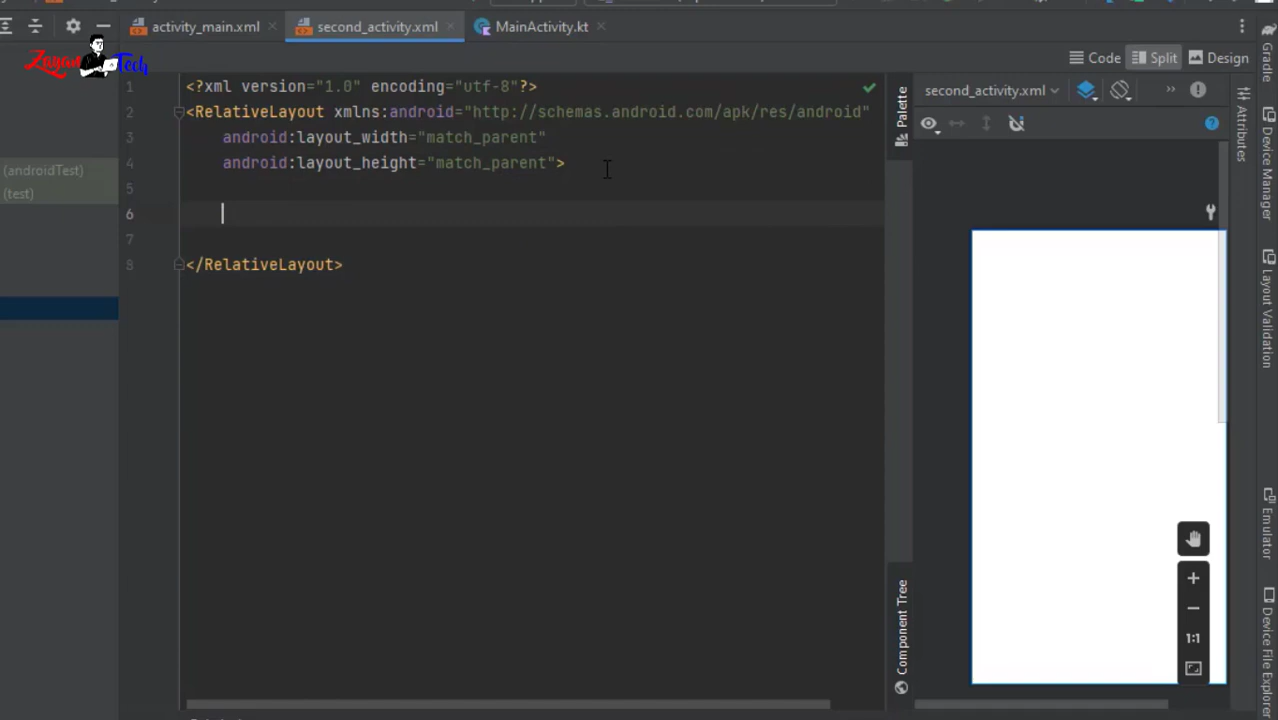 activity_main.xml
second_activity.xml
MainActivity.kt
Zayan Tech
Code
Split
Design
Gradle
1 <?xml version="1.0" encoding="utf-8"?>
2 <RelativeLayout xmlns:android="http://schemas.android.com/apk/res/android"
3 android:layout_width="match_parent"
4 android:layout_height="match_parent">
5
6
7
8 </RelativeLayout>
(androidTest)
(test)
Palette
second_activity.xml
Attributes
Device Manager
Layout Validation
1:1
Emulator
Component Tree
Device File Explorer